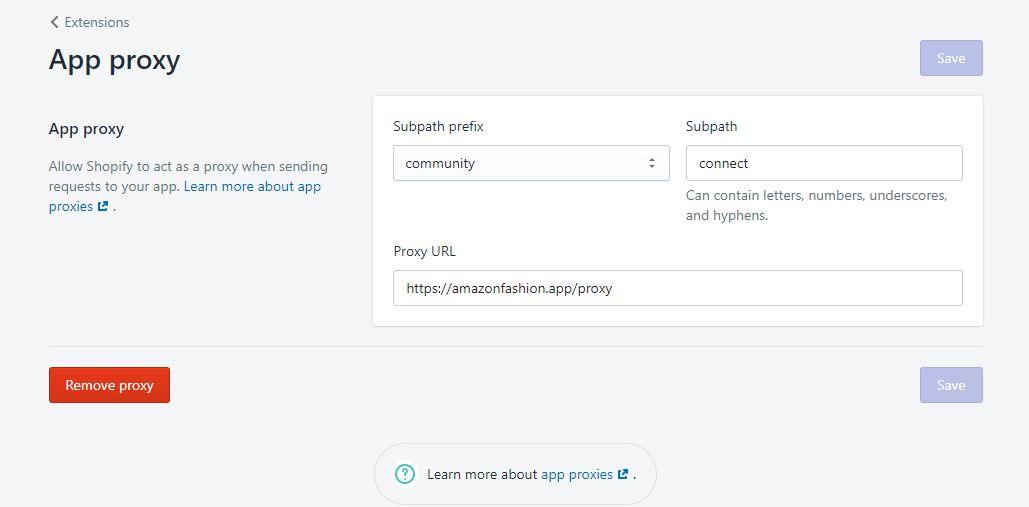 Extensions
App proxy
Save
App proxy
Allow Shopify to act as a proxy when sending
requests to your app. Learn more about app
proxies .
Subpath prefix
community
Subpath
connect
Can contain letters, numbers, underscores,
and hyphens.
Proxy URL
https://amazonfashion.app/proxy
Remove proxy
Save
? Learn more about app proxies .